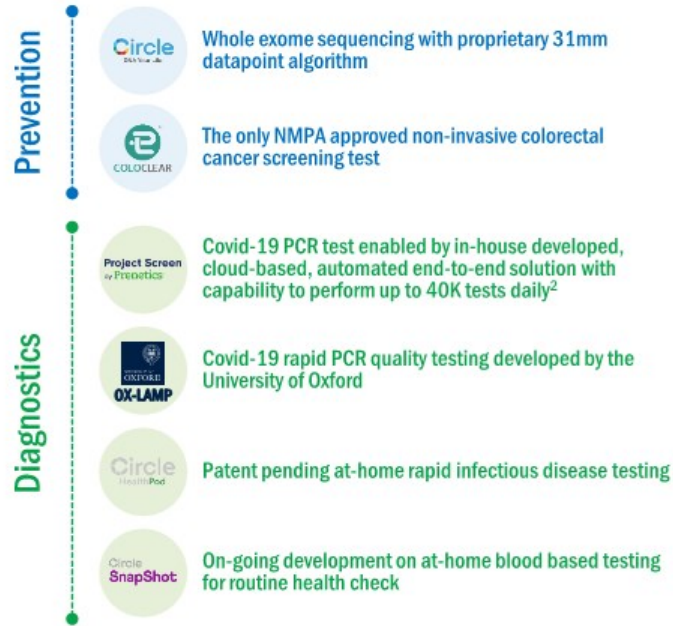 Prevention
Circle
Whole exome sequencing with proprietary 31mm
datapoint algorithm
COLOCLEAR
The only NMPA approved non-invasive colorectal
cancer screening test
Diagnostics
Project Screen
by Prenetics
Covid-19 PCR test enabled by in-house developed,
cloud-based, automated end-to-end solution with
capability to perform up to 40K tests daily2
UNIVERSITY OF
OXFORD
OX-LAMP
Covid-19 rapid PCR quality testing developed by the
University of Oxford
Circle
HealthPod
Patent pending at-home rapid infectious disease testing
Circle
SnapShot
On-going development on at-home blood based testing
for routine health check